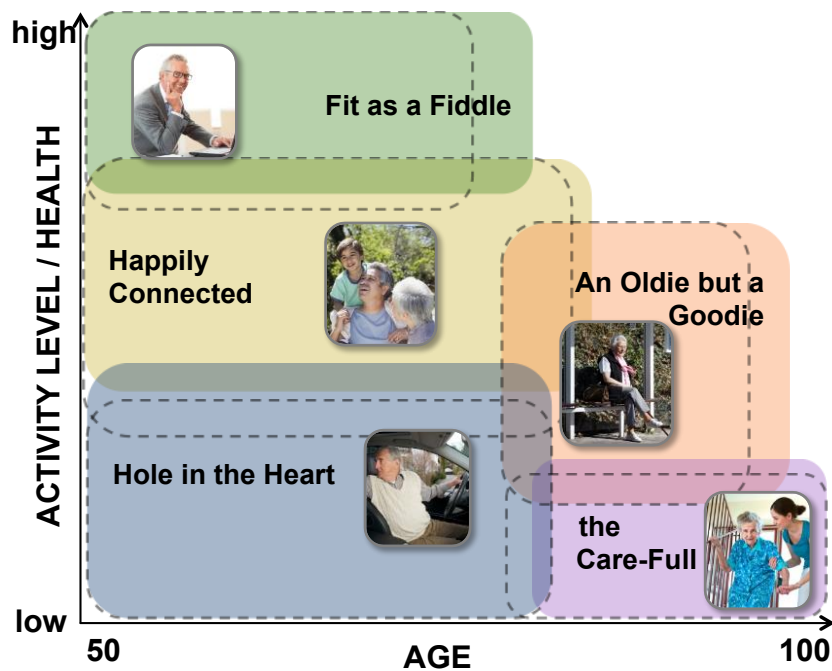 high
Fit as a Fiddle
ACTIVITY LEVEL / HEALTH
Happily
Connected
An Oldie but a
Goodie
Hole in the Heart
the
Care-Full
low
50
AGE
100